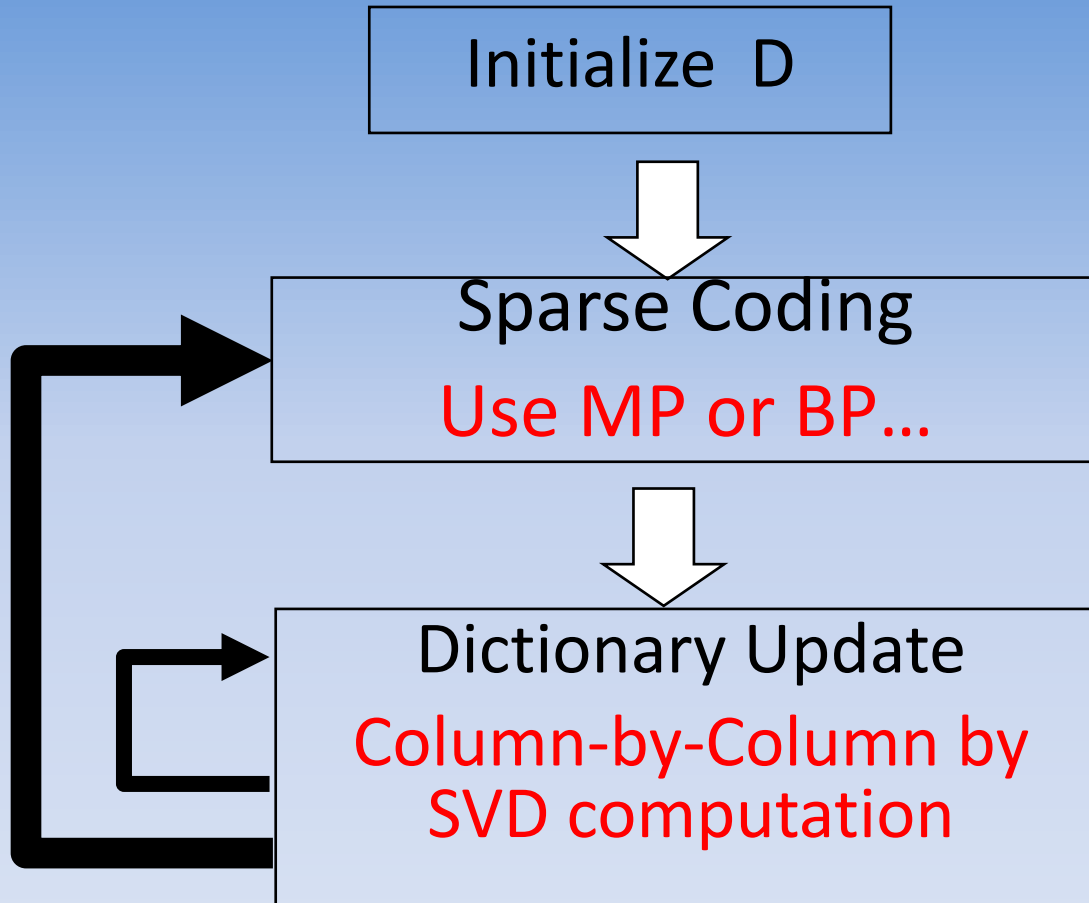 Initialize D
Sparse Coding
Use MP or BP...
Dictionary Update
Column-by-Column by
SVD computation